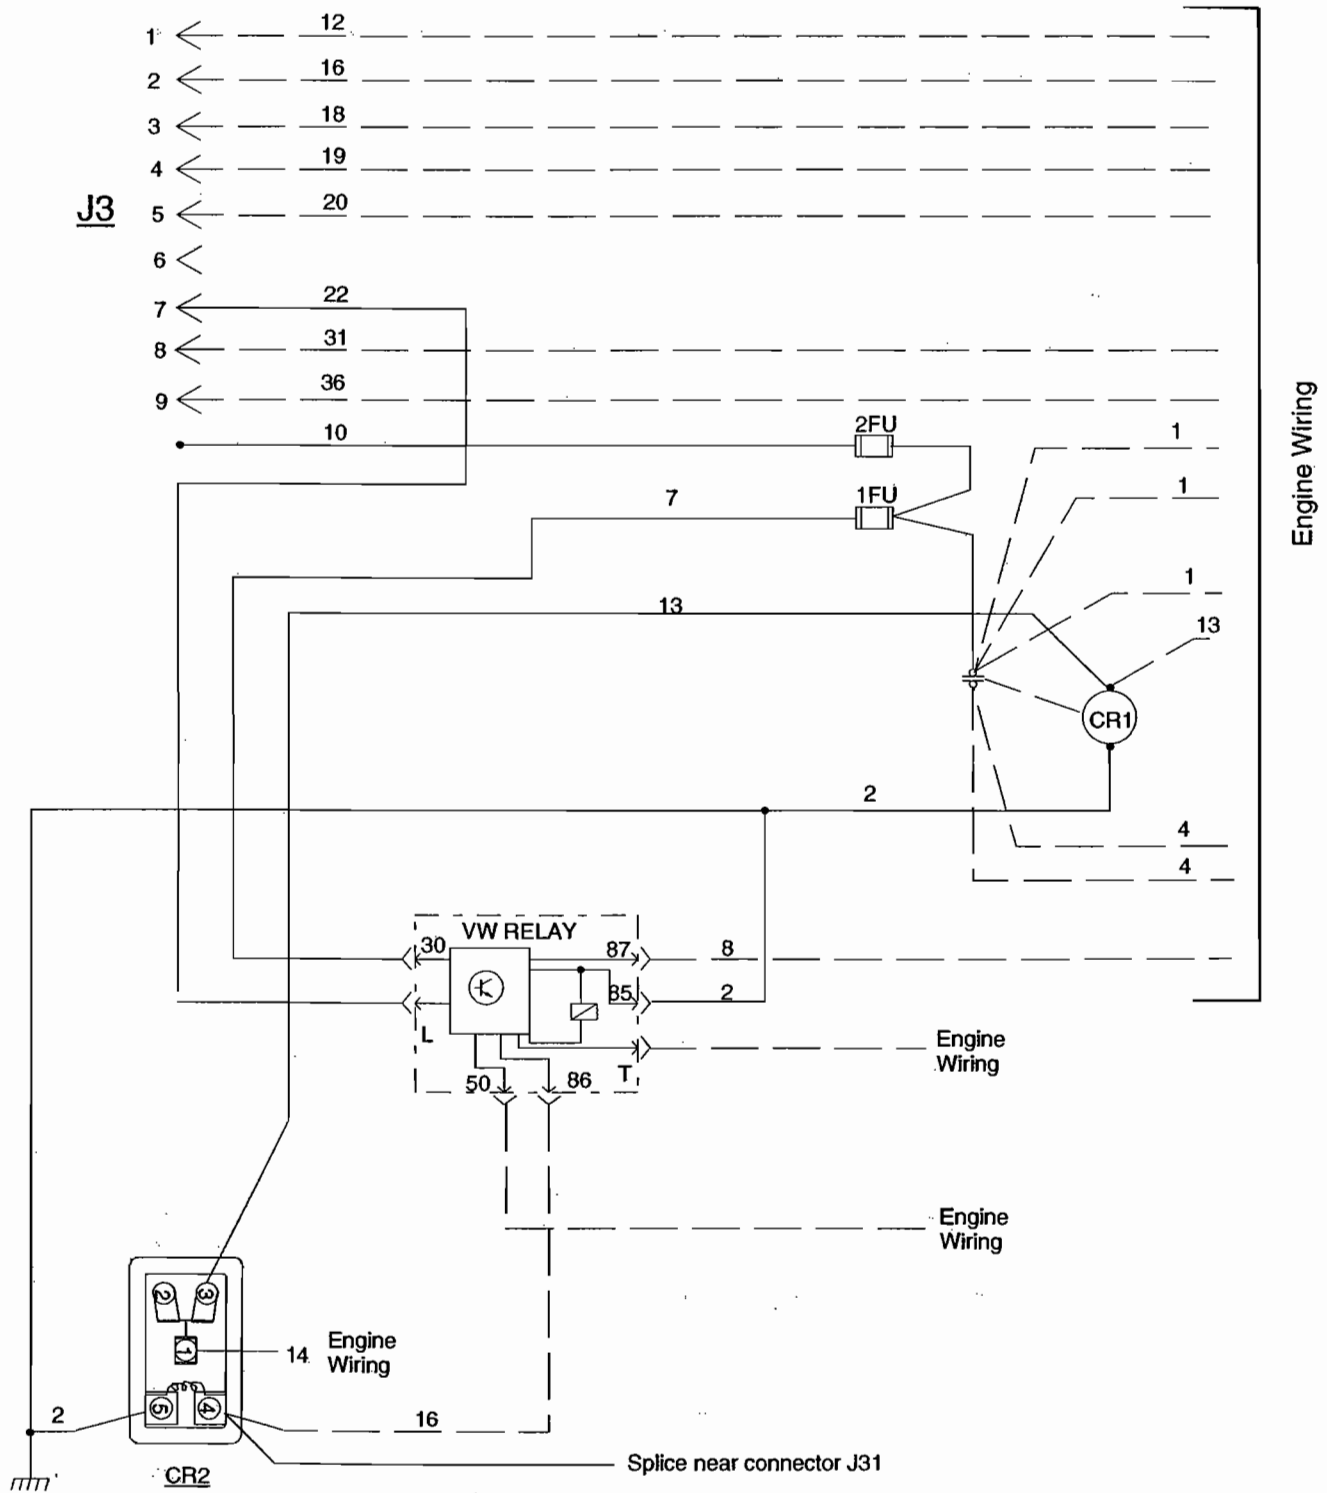 1 12
2 16
3 18
4 19
J3
5 20
6
7 22
8 31
9 36
10
2FU
1
7
1FU
1
Engine Wiring
13
1
13
CR1
2
4
4
VW RELAY
30
87
8
85
2
L
Engine
Wiring
50
86
T
Engine
Wiring
2
3
1
14
Engine
Wiring
5
4
2
16
Splice near connector J31
CR2